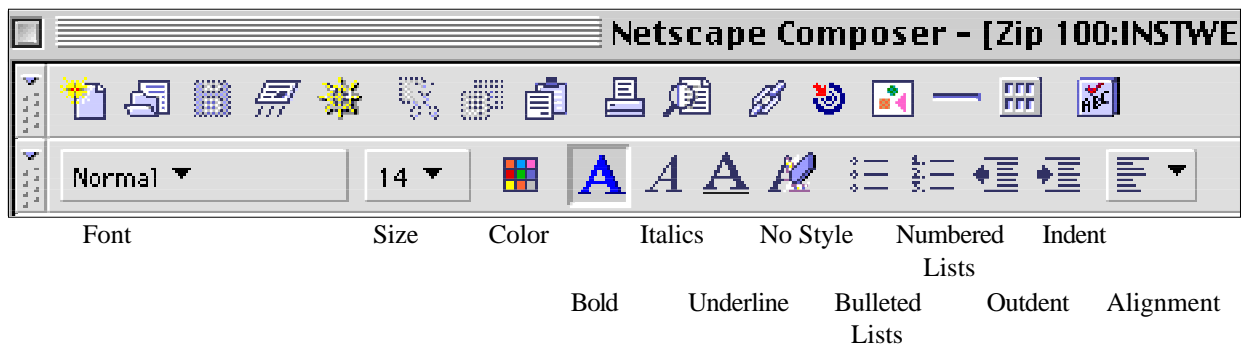 Netscape Composer - [Zip 100:INSTWE
ABC
Normal 14 A A A A
Font Size Color Italics No Style Numbered Indent
Lists
Bold Underline Bulleted Outdent Alignment
Lists